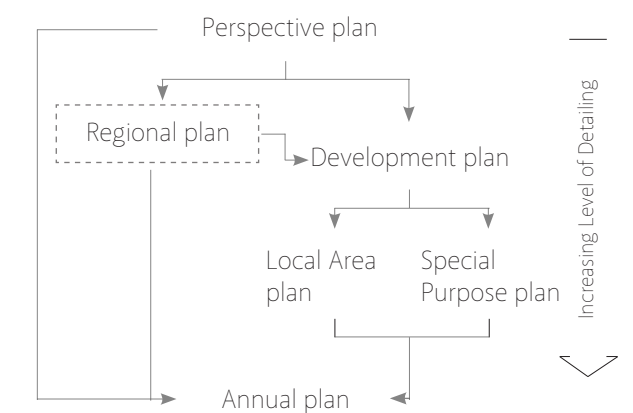 Perspective plan
Regional plan
Development plan
Local Area
plan
Special
Purpose plan
Annual plan
Increasing Level of Detailing